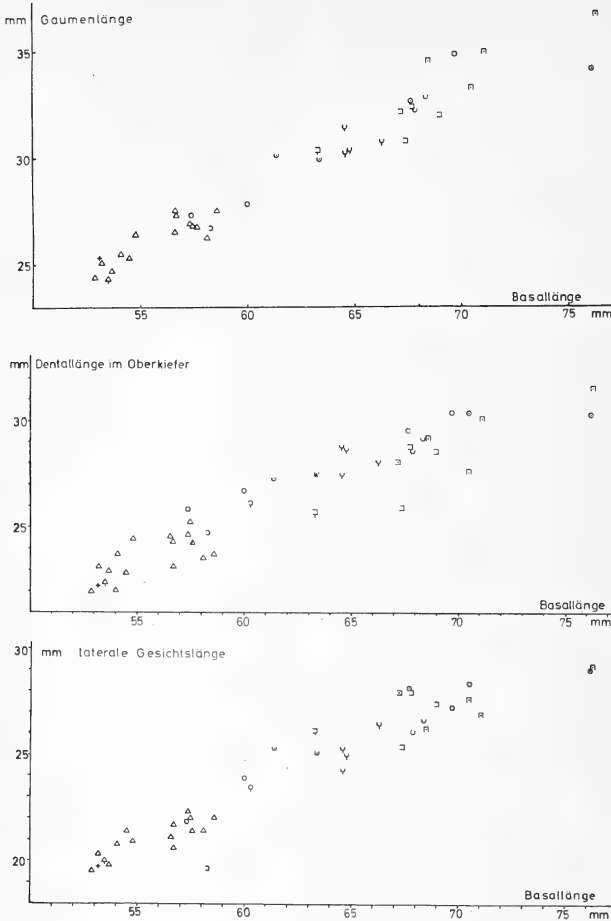 mm Gaumenlänge
35
30
25
Basallänge
55 60 65 70 75 mm
mm Dentallänge im Oberkiefer
30
25
Basallänge
55 60 65 70 mm
mm laterale Gesichtslänge
30
25
20
Basallänge
55 60 65 70 75 mm